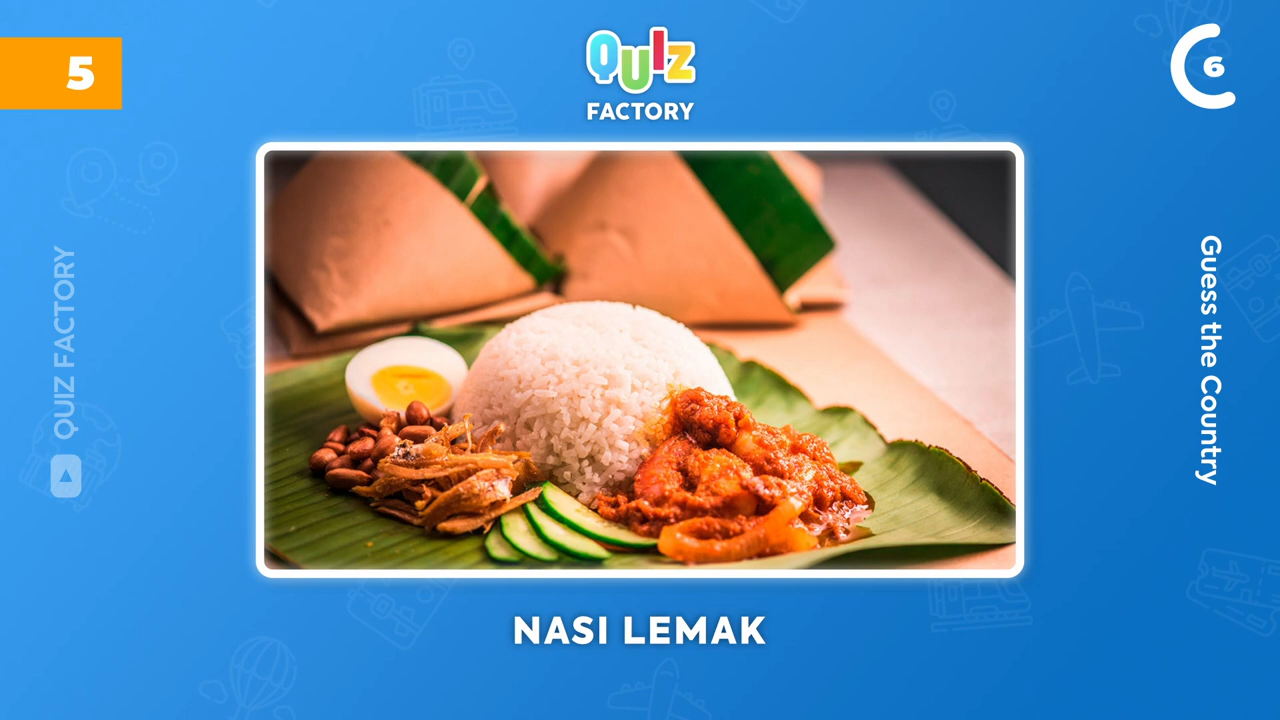 5
QUIZ
FACTORY
6
QUIZ FACTORY
Guess the Country
NASI LEMAK